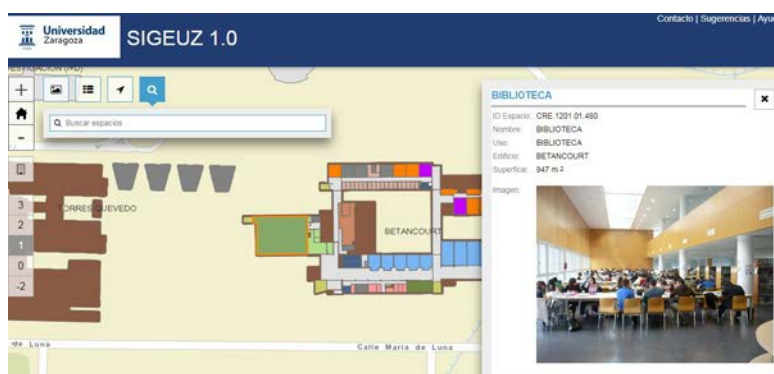 Universidad
Zaragoza
SIGEUZ 1.0
Contacto | Sugerencias | Ayu
+
-
Buscar espacios
3
2
1
0
-2
TORRES QUEVEDO
BETANCOURT
de Luna
Calle María de Luna
BIBLIOTECA
ID Espacio: CRE.1201.01.480
Nombre: BIBLIOTECA
Uso: BIBLIOTECA
Edificio: BETANCOURT
Superficie: 947 m 2
Imagen: